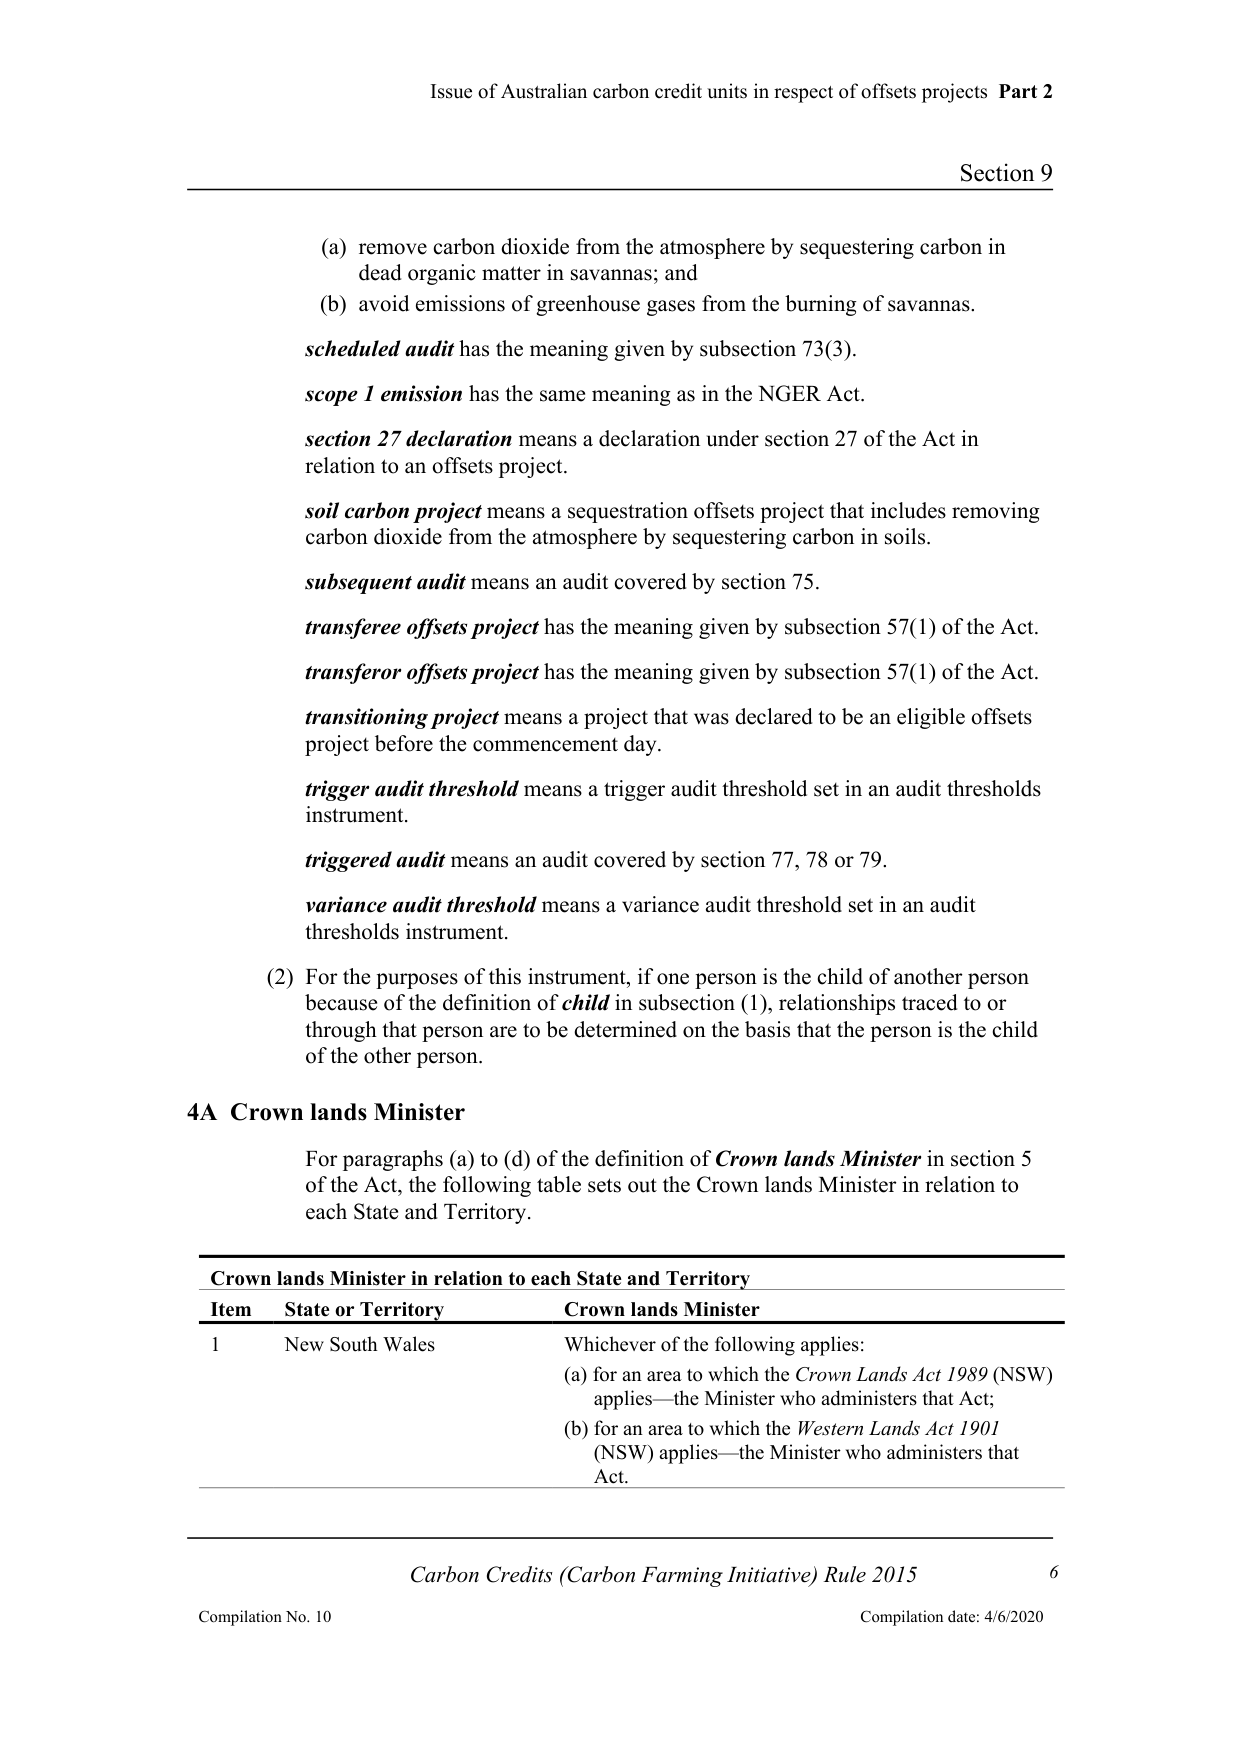 Issue of Australian carbon credit units in respect of offsets projects Part 2
Section 9
(a) remove carbon dioxide from the atmosphere by sequestering carbon in
dead organic matter in savannas; and
(b) avoid emissions of greenhouse gases from the burning of savannas.
scheduled audit has the meaning given by subsection 73(3).
scope 1 emission has the same meaning as in the NGER Act.
section 27 declaration means a declaration under section 27 of the Act in
relation to an offsets project.
soil carbon project means a sequestration offsets project that includes removing
carbon dioxide from the atmosphere by sequestering carbon in soils.
subsequent audit means an audit covered by section 75.
transferee offsets project has the meaning given by subsection 57(1) of the Act.
transferor offsets project has the meaning given by subsection 57(1) of the Act.
transitioning project means a project that was declared to be an eligible offsets
project before the commencement day.
trigger audit threshold means a trigger audit threshold set in an audit thresholds
instrument.
triggered audit means an audit covered by section 77, 78 or 79.
variance audit threshold means a variance audit threshold set in an audit
thresholds instrument.
(2) For the purposes of this instrument, if one person is the child of another person
because of the definition of child in subsection (1), relationships traced to or
through that person are to be determined on the basis that the person is the child
of the other person.
4A Crown lands Minister
For paragraphs (a) to (d) of the definition of Crown lands Minister in section 5
of the Act, the following table sets out the Crown lands Minister in relation to
each State and Territory.
Crown lands Minister in relation to each State and Territory
Item State or Territory Crown lands Minister
1 New South Wales Whichever of the following applies:
(a) for an area to which the Crown Lands Act 1989 (NSW)
applies—the Minister who administers that Act;
(b) for an area to which the Western Lands Act 1901
(NSW) applies—the Minister who administers that
Act.
Carbon Credits (Carbon Farming Initiative) Rule 2015 6
Compilation No. 10 Compilation date: 4/6/2020